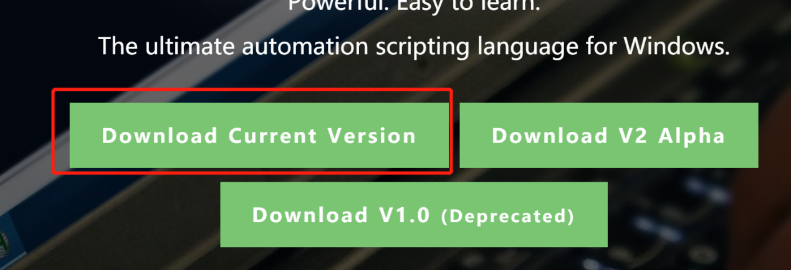 Powerful. Easy to learn.
The ultimate automation scripting language for Windows.
Download Current Version
Download V2 Alpha
Download V1.0 (Deprecated)